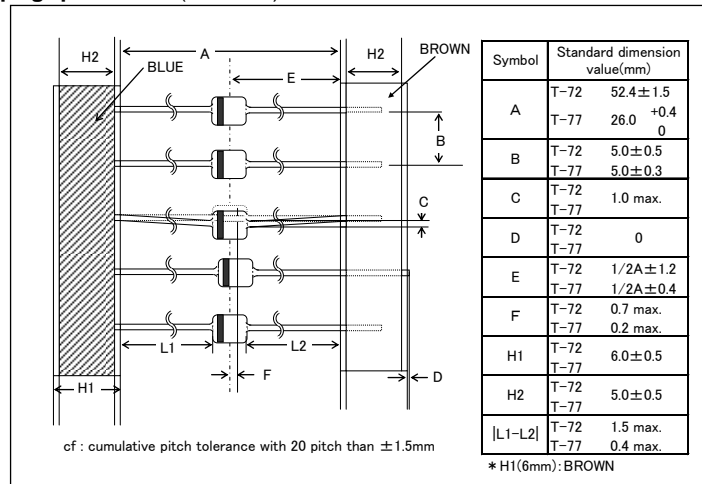 H2
A
H2
BROWN
BLUE
E
B
C
L1
L2
H1
F
D
cf : cumulative pitch tolerance with 20 pitch than ±1.5mm
Symbol Standard dimension value(mm)
A T-72 52.4±1.5
T-77 26.0 +0.4 0
B T-72 5.0±0.5
T-77 5.0±0.3
C T-72 1.0 max.
T-77
D T-72 0
T-77
E T-72 1/2A±1.2
T-77 1/2A±0.4
F T-72 0.7 max.
T-77 0.2 max.
H1 T-72 6.0±0.5
T-77
H2 T-72 5.0±0.5
T-77
|L1-L2| T-72 1.5 max.
T-77 0.4 max.
*H1(6mm):BROWN